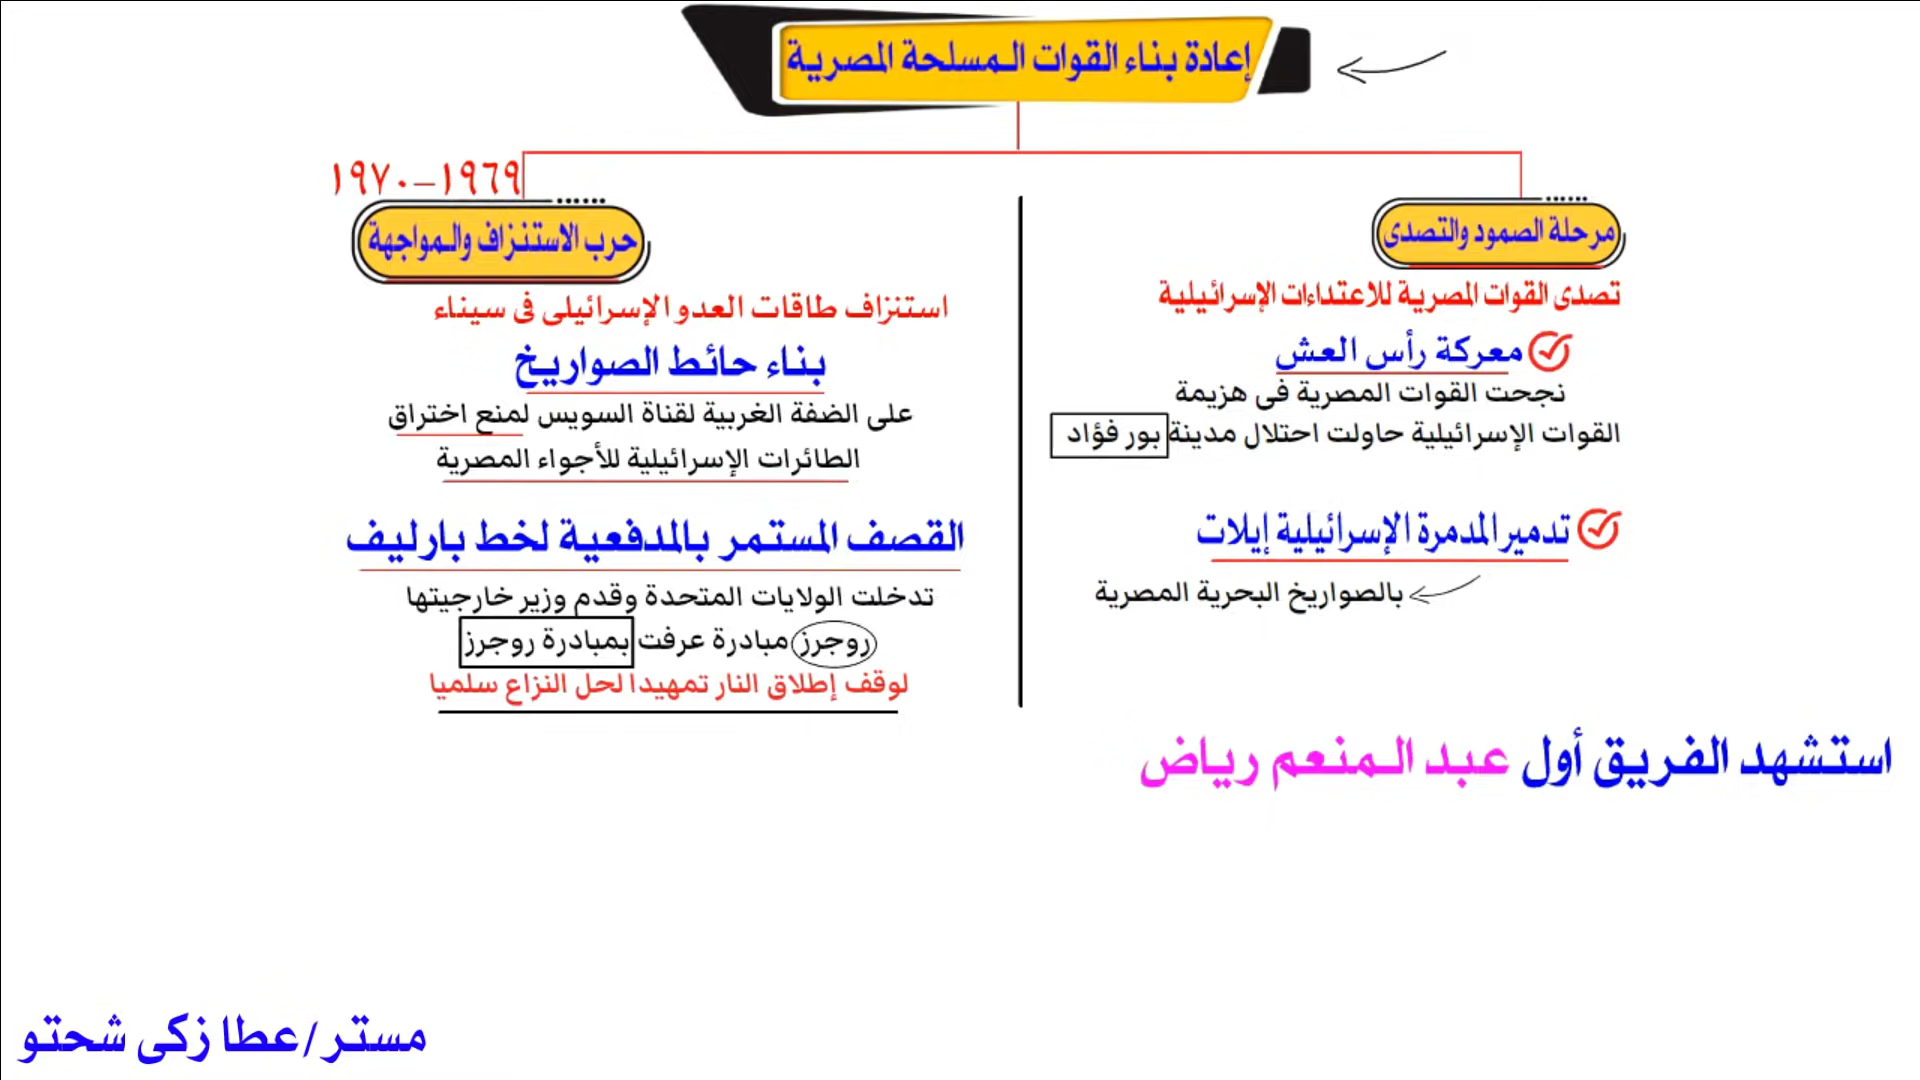 إعادة بناء القوات المسلحة المصرية
مرحلة الصمود والتصدى
تصدى القوات المصرية للاعتداءات الإسرائيلية
معركة رأس العش
نجحت القوات المصرية فى هزيمة
القوات الإسرائيلية حاولت احتلال مدينة بور فؤاد
تدمير المدمرة الإسرائيلية إيلات
بالصواريخ البحرية المصرية
١٩٦٩–١٩٧٠
حرب الاستنزاف والمواجهة
استنزاف طاقات العدو الإسرائيلى فى سيناء
بناء حائط الصواريخ
على الضفة الغربية لقناة السويس لمنع اختراق
الطائرات الإسرائيلية للأجواء المصرية
القصف المستمر بالمدفعية لخط بارليف
تدخلت الولايات المتحدة وقدم وزير خارجيتها
روجرز مبادرة عرفت بمبادرة روجرز
لوقف إطلاق النار تمهيدا لحل النزاع سلميا
استشهد الفريق أول عبد المنعم رياض
مستر/عطا زكى شحتو